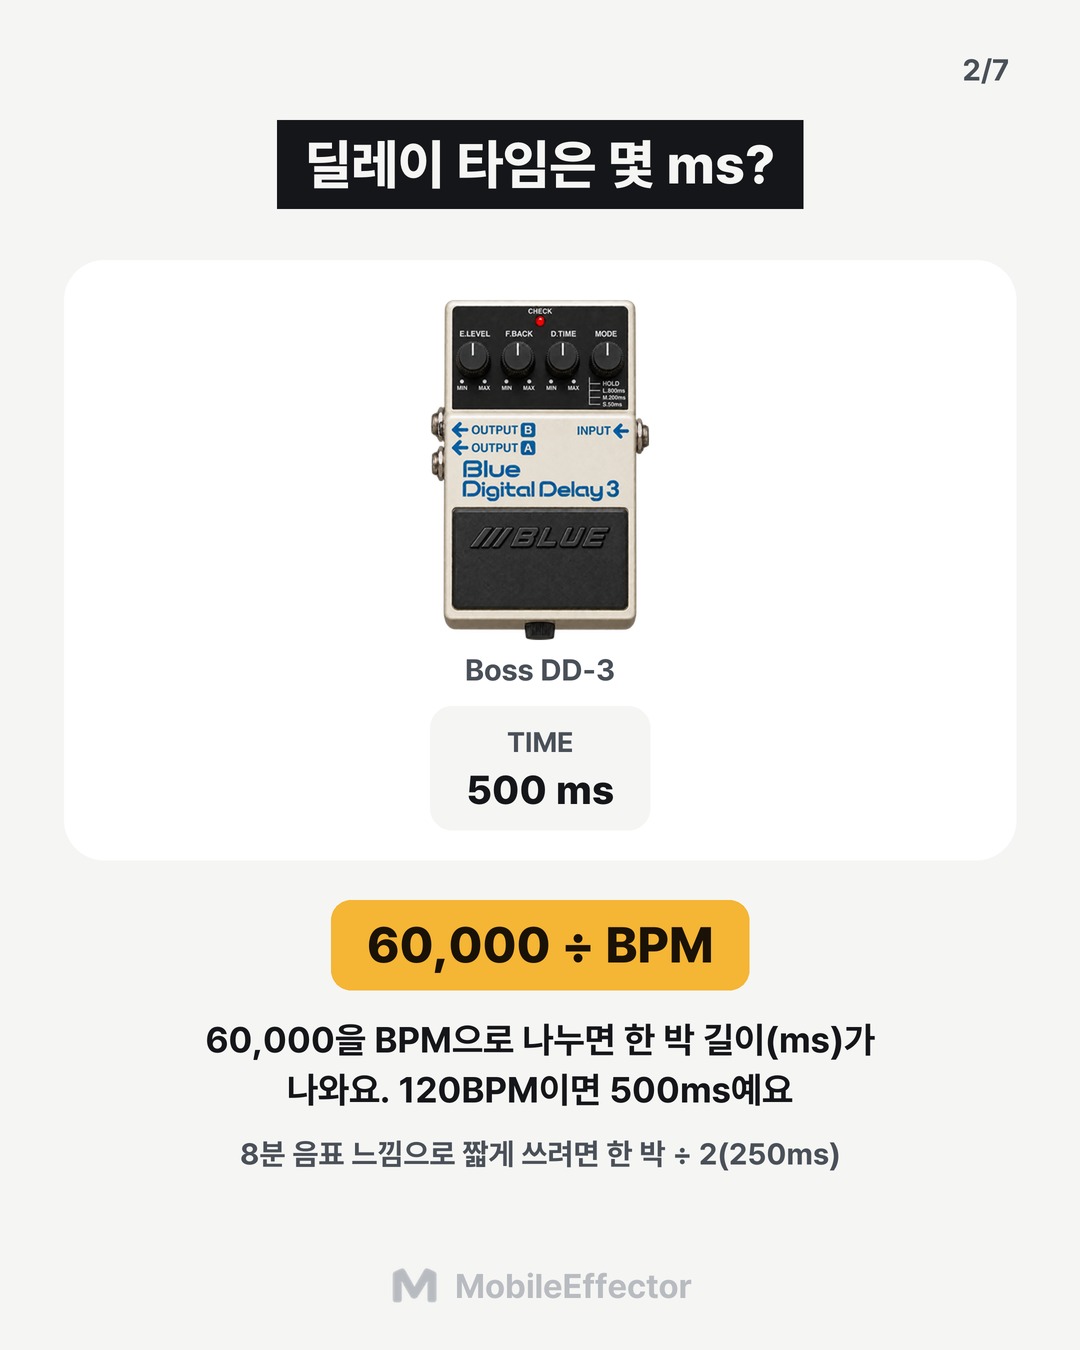 2/7
딜레이 타임은 몇 ms?
CHECK
E.LEVEL F.BACK D.TIME MODE
MIN MAX MIN MAX MIN MAX
HOLD
L.800ms
M.200ms
S.50ms
OUTPUT B INPUT
OUTPUT A
Blue
Digital Delay 3
BLUE
Boss DD-3
TIME
500 ms
60,000 ÷ BPM
60,000을 BPM으로 나누면 한 박 길이(ms)가
나와요. 120BPM이면 500ms예요
8분 음표 느낌으로 짧게 쓰려면 한 박 ÷ 2(250ms)
MobileEffector